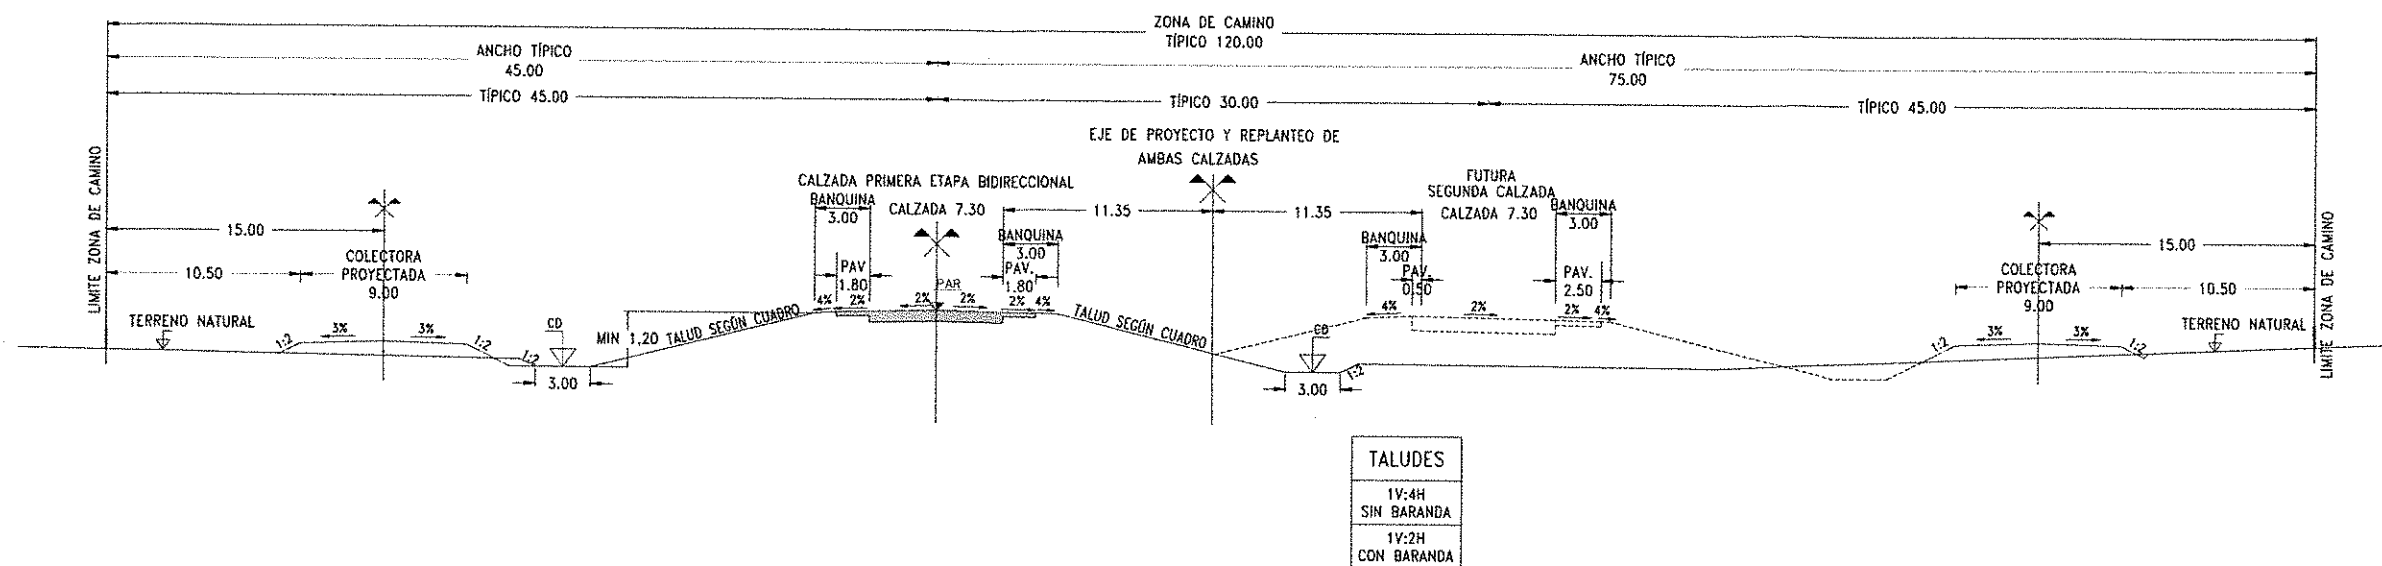 ZONA DE CAMINO
TÍPICO 120.00
ANCHO TÍPICO
45.00
ANCHO TÍPICO
75.00
TÍPICO 45.00
TÍPICO 30.00
TÍPICO 45.00
EJE DE PROYECTO Y REPLANTEO DE
AMBAS CALZADAS
LIMITE ZONA DE CAMINO
CALZADA PRIMERA ETAPA BIDIRECCIONAL
BANQUINA
3.00
CALZADA 7.30
11.35
11.35
FUTURA
SEGUNDA CALZADA
CALZADA 7.30
BANQUINA
3.00
LIMITE ZONA DE CAMINO
15.00
BANQUINA
3.00
BANQUINA
3.00
15.00
10.50
COLECTORA
PROYECTADA
9.00
PAV
1.80
PAR
PAV.
1.80
PAV.
0.50
PAV.
2.50
COLECTORA
PROYECTADA
9.00
10.50
4%
2%
2%
2%
2%
4%
4%
2%
2%
4%
TERRENO NATURAL
1:2
3%
3%
1:2
1:2
CD
3.00
MIN 1,20
TALUD SEGÚN CUADRO
TALUD SEGÚN CUADRO
CD
3.00
1:2
1:2
3%
3%
1:2
TERRENO NATURAL
TALUDES
1V:4H
SIN BARANDA
1V:2H
CON BARANDA